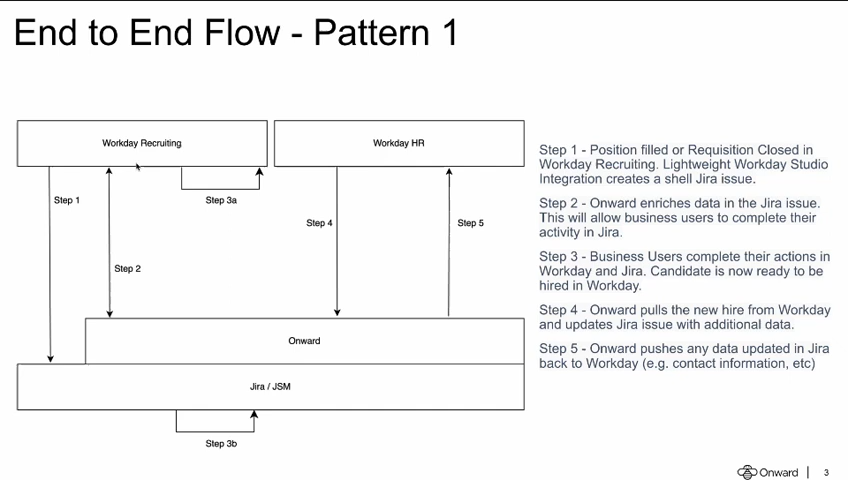 End to End Flow - Pattern 1
Workday Recruiting
Workday HR
Step 1
Step 3a
Step 4
Step 5
Step 2
Onward
Jira / JSM
Step 3b
Step 1 - Position filled or Requisition Closed in
Workday Recruiting. Lightweight Workday Studio
Integration creates a shell Jira issue.
Step 2 - Onward enriches data in the Jira issue.
This will allow business users to complete their
activity in Jira.
Step 3 - Business Users complete their actions in
Workday and Jira. Candidate is now ready to be
hired in Workday.
Step 4 - Onward pulls the new hire from Workday
and updates Jira issue with additional data.
Step 5 - Onward pushes any data updated in Jira
back to Workday (e.g. contact information, etc)
Onward | 3